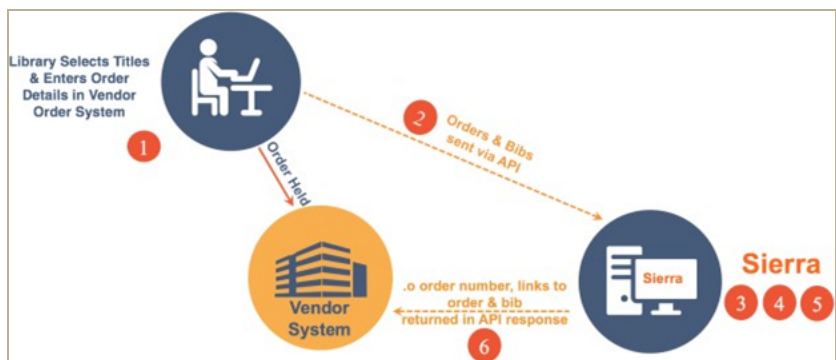 Library Selects Titles
& Enters Order
Details in Vendor
Order System
1
2
Orders & Bibs
sent via API
Order Held
Vendor
System
.o order number, links to
order & bib
returned in API response
6
Sierra
Sierra
3 4 5